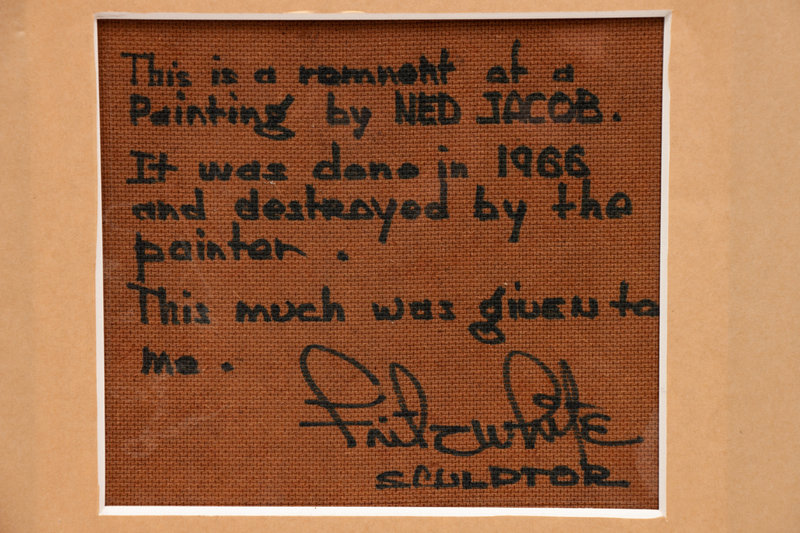 This is a remnent of a
Painting by NED JACOB.
It was done in 1966
and destroyed by the
painter.
This much was given to
me.
Fritz White
SCULPTOR